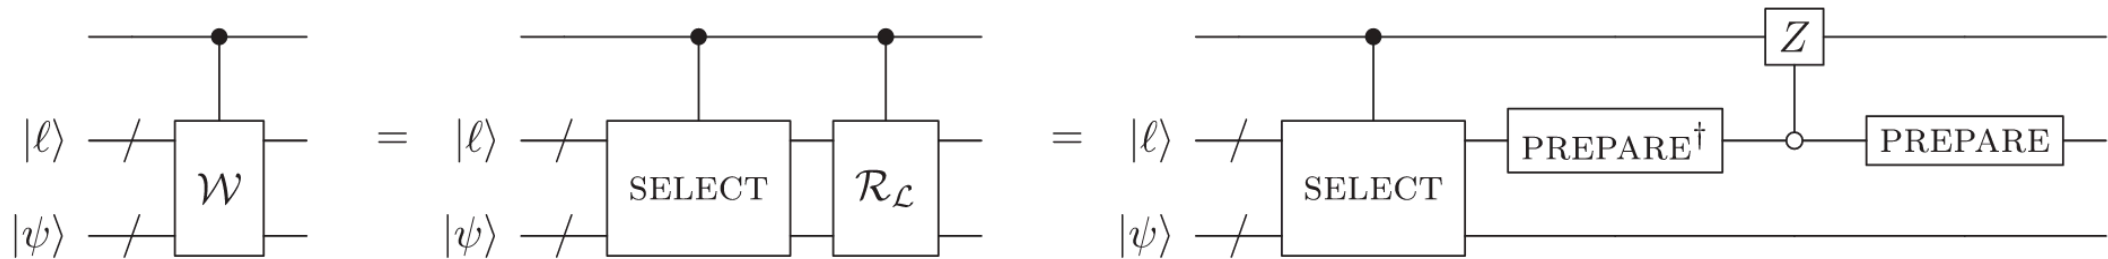 Z
|ℓ⟩ = |ℓ⟩ = |ℓ⟩ PREPARE† PREPARE
𝒲 SELECT ℛ_ℒ SELECT
|ψ⟩ |ψ⟩ |ψ⟩